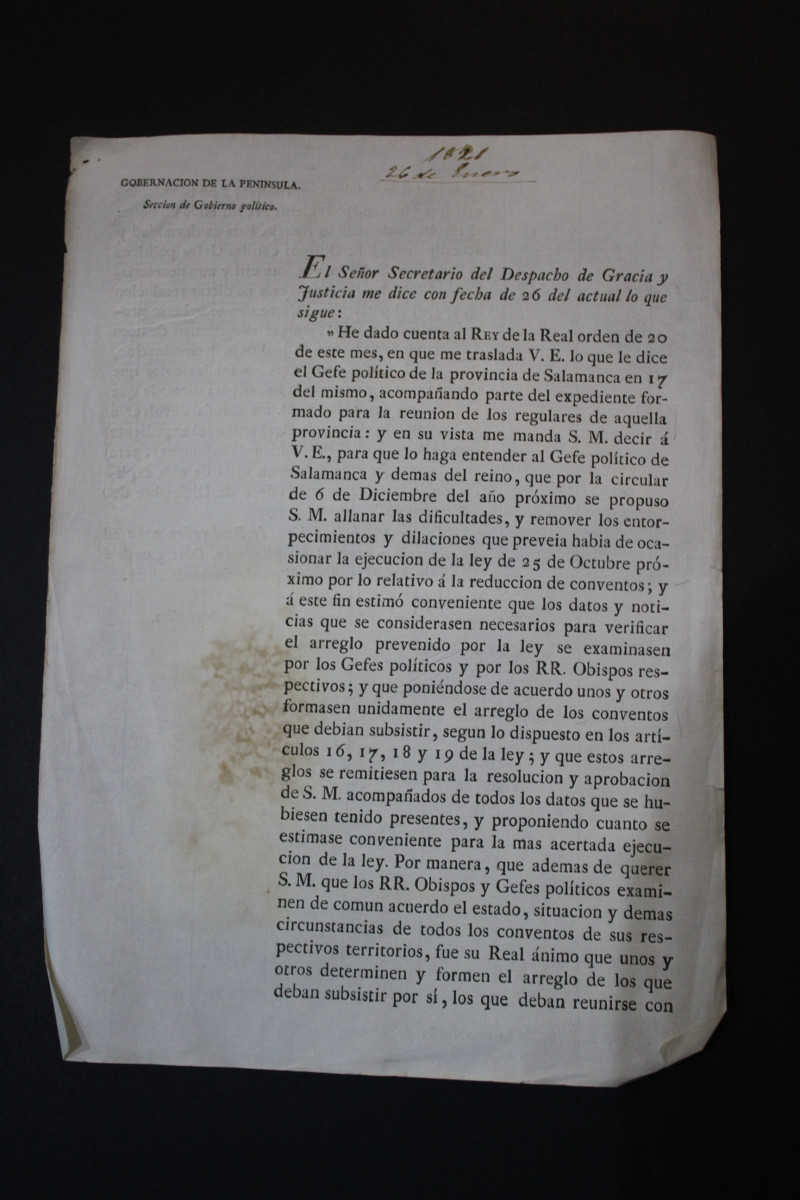 1821
26 de Enero
GOBERNACION DE LA PENINSULA.
Seccion de Gobierno político.
El Señor Secretario del Despacho de Gracia y
Justicia me dice con fecha de 26 del actual lo que
sigue:
„ He dado cuenta al REY de la Real orden de 20
de este mes, en que me traslada V. E. lo que le dice
el Gefe político de la provincia de Salamanca en 17
del mismo, acompañando parte del expediente for-
mado para la reunion de los regulares de aquella
provincia: y en su vista me manda S. M. decir á
V. E., para que lo haga entender al Gefe político de
Salamanca y demas del reino, que por la circular
de 6 de Diciembre del año próximo se propuso
S. M. allanar las dificultades, y remover los entor-
pecimientos y dilaciones que preveia habia de oca-
sionar la ejecucion de la ley de 25 de Octubre pró-
ximo por lo relativo á la reduccion de conventos; y
á este fin estimó conveniente que los datos y noti-
cias que se considerasen necesarios para verificar
el arreglo prevenido por la ley se examinasen
por los Gefes políticos y por los RR. Obispos res-
pectivos; y que poniéndose de acuerdo unos y otros
formasen unidamente el arreglo de los conventos
que debian subsistir, segun lo dispuesto en los artí-
culos 16, 17, 18 y 19 de la ley; y que estos arre-
glos se remitiesen para la resolucion y aprobacion
de S. M. acompañados de todos los datos que se hu-
biesen tenido presentes, y proponiendo cuanto se
estimase conveniente para la mas acertada ejecu-
cion de la ley. Por manera, que ademas de querer
S. M. que los RR. Obispos y Gefes políticos exami-
nen de comun acuerdo el estado, situacion y demas
circunstancias de todos los conventos de sus res-
pectivos territorios, fue su Real ánimo que unos y
otros determinen y formen el arreglo de los que
deban subsistir por sí, los que deban reunirse con